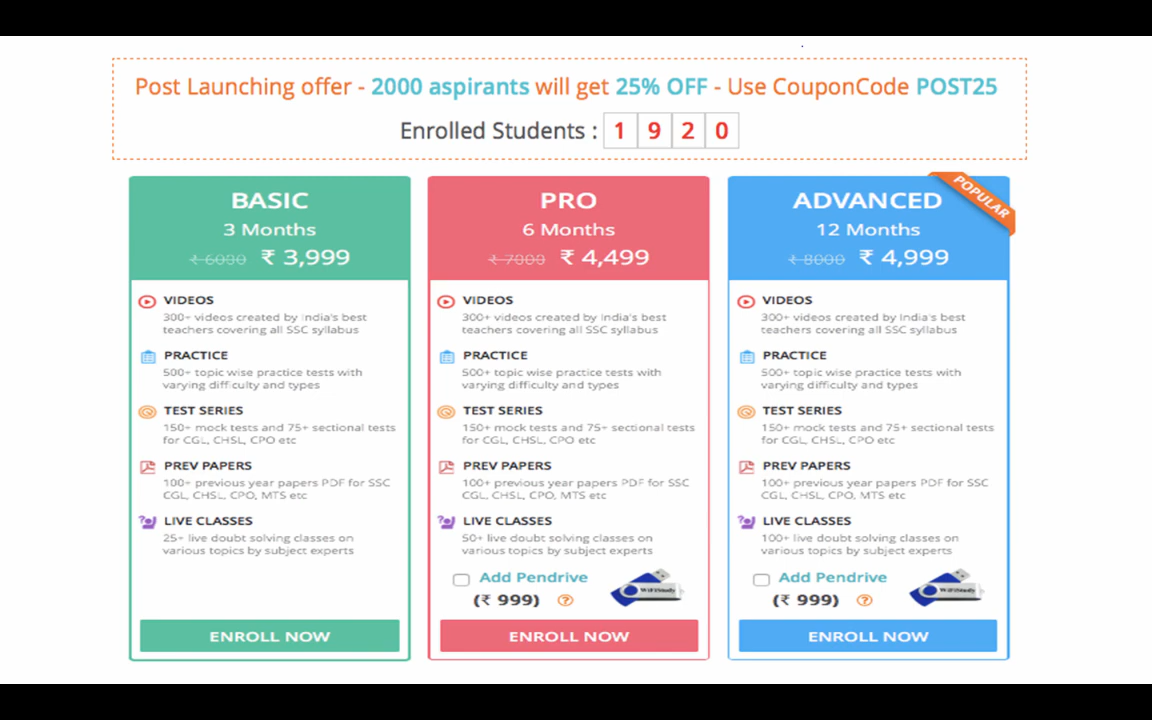 Post Launching offer - 2000 aspirants will get 25% OFF - Use CouponCode POST25
Enrolled Students : 1 9 2 0
BASIC
3 Months
₹ 6000 ₹ 3,999
VIDEOS
300+ videos created by India's best
teachers covering all SSC syllabus
PRACTICE
500+ topic wise practice tests with
varying difficulty and types
TEST SERIES
150+ mock tests and 75+ sectional tests
for CGL, CHSL, CPO etc
PREV PAPERS
100+ previous year papers PDF for SSC
CGL, CHSL, CPO, MTS etc
LIVE CLASSES
25+ live doubt solving classes on
various topics by subject experts
ENROLL NOW
PRO
6 Months
₹ 7000 ₹ 4,499
VIDEOS
300+ videos created by India's best
teachers covering all SSC syllabus
PRACTICE
500+ topic wise practice tests with
varying difficulty and types
TEST SERIES
150+ mock tests and 75+ sectional tests
for CGL, CHSL, CPO etc
PREV PAPERS
100+ previous year papers PDF for SSC
CGL, CHSL, CPO, MTS etc
LIVE CLASSES
50+ live doubt solving classes on
various topics by subject experts
Add Pendrive
(₹ 999) ?
WiFiStudy
ENROLL NOW
POPULAR
ADVANCED
12 Months
₹ 8000 ₹ 4,999
VIDEOS
300+ videos created by India's best
teachers covering all SSC syllabus
PRACTICE
500+ topic wise practice tests with
varying difficulty and types
TEST SERIES
150+ mock tests and 75+ sectional tests
for CGL, CHSL, CPO etc
PREV PAPERS
100+ previous year papers PDF for SSC
CGL, CHSL, CPO, MTS etc
LIVE CLASSES
100+ live doubt solving classes on
various topics by subject experts
Add Pendrive
(₹ 999) ?
WiFiStudy
ENROLL NOW